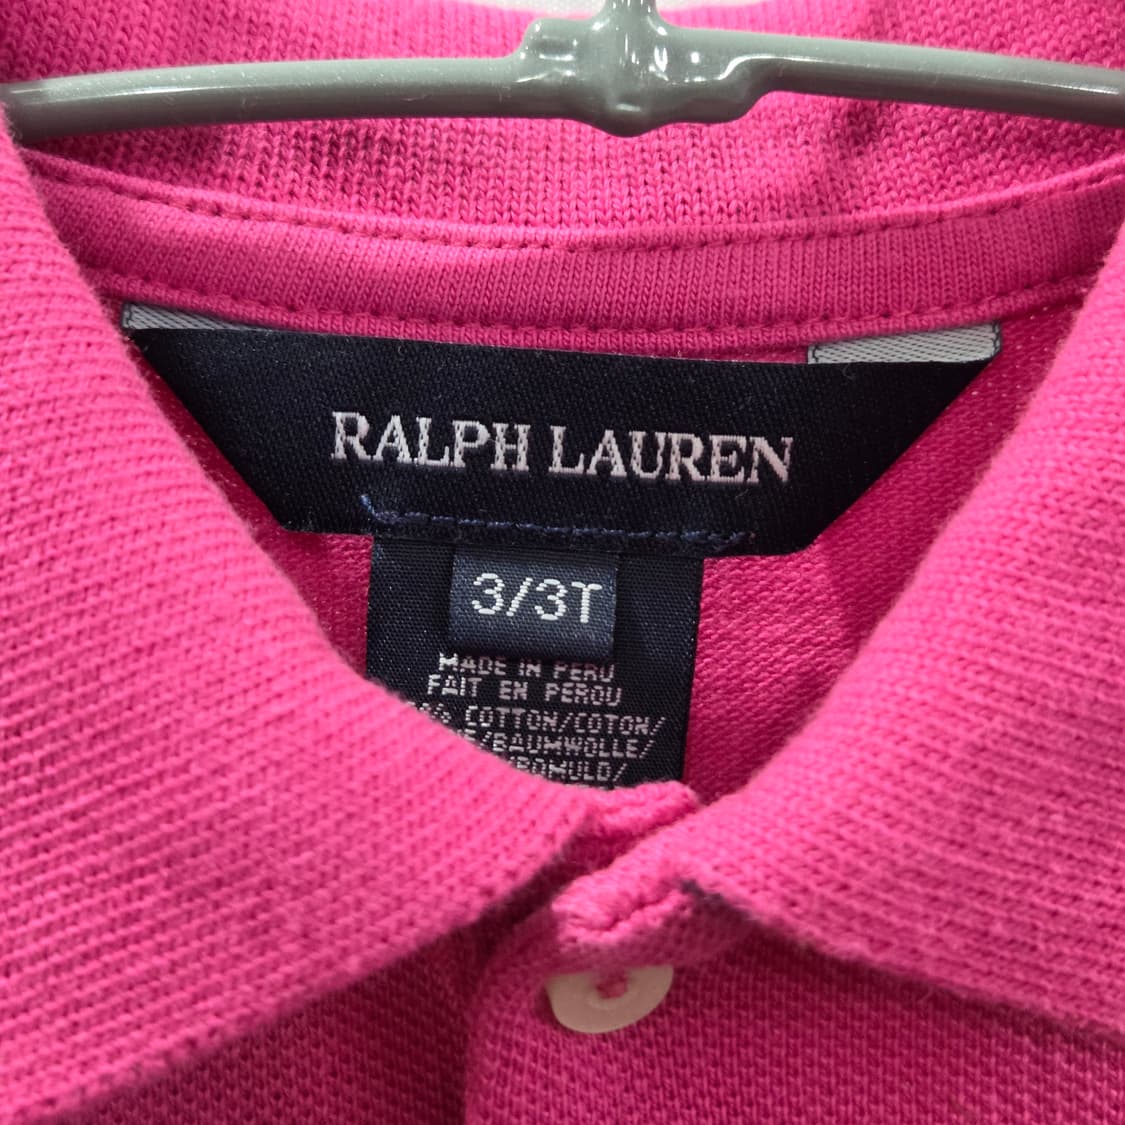 RALPH LAUREN
3/3T
MADE IN PERU
FAIT EN PEROU
% COTTON/COTON/
/BAUMWOLLE/